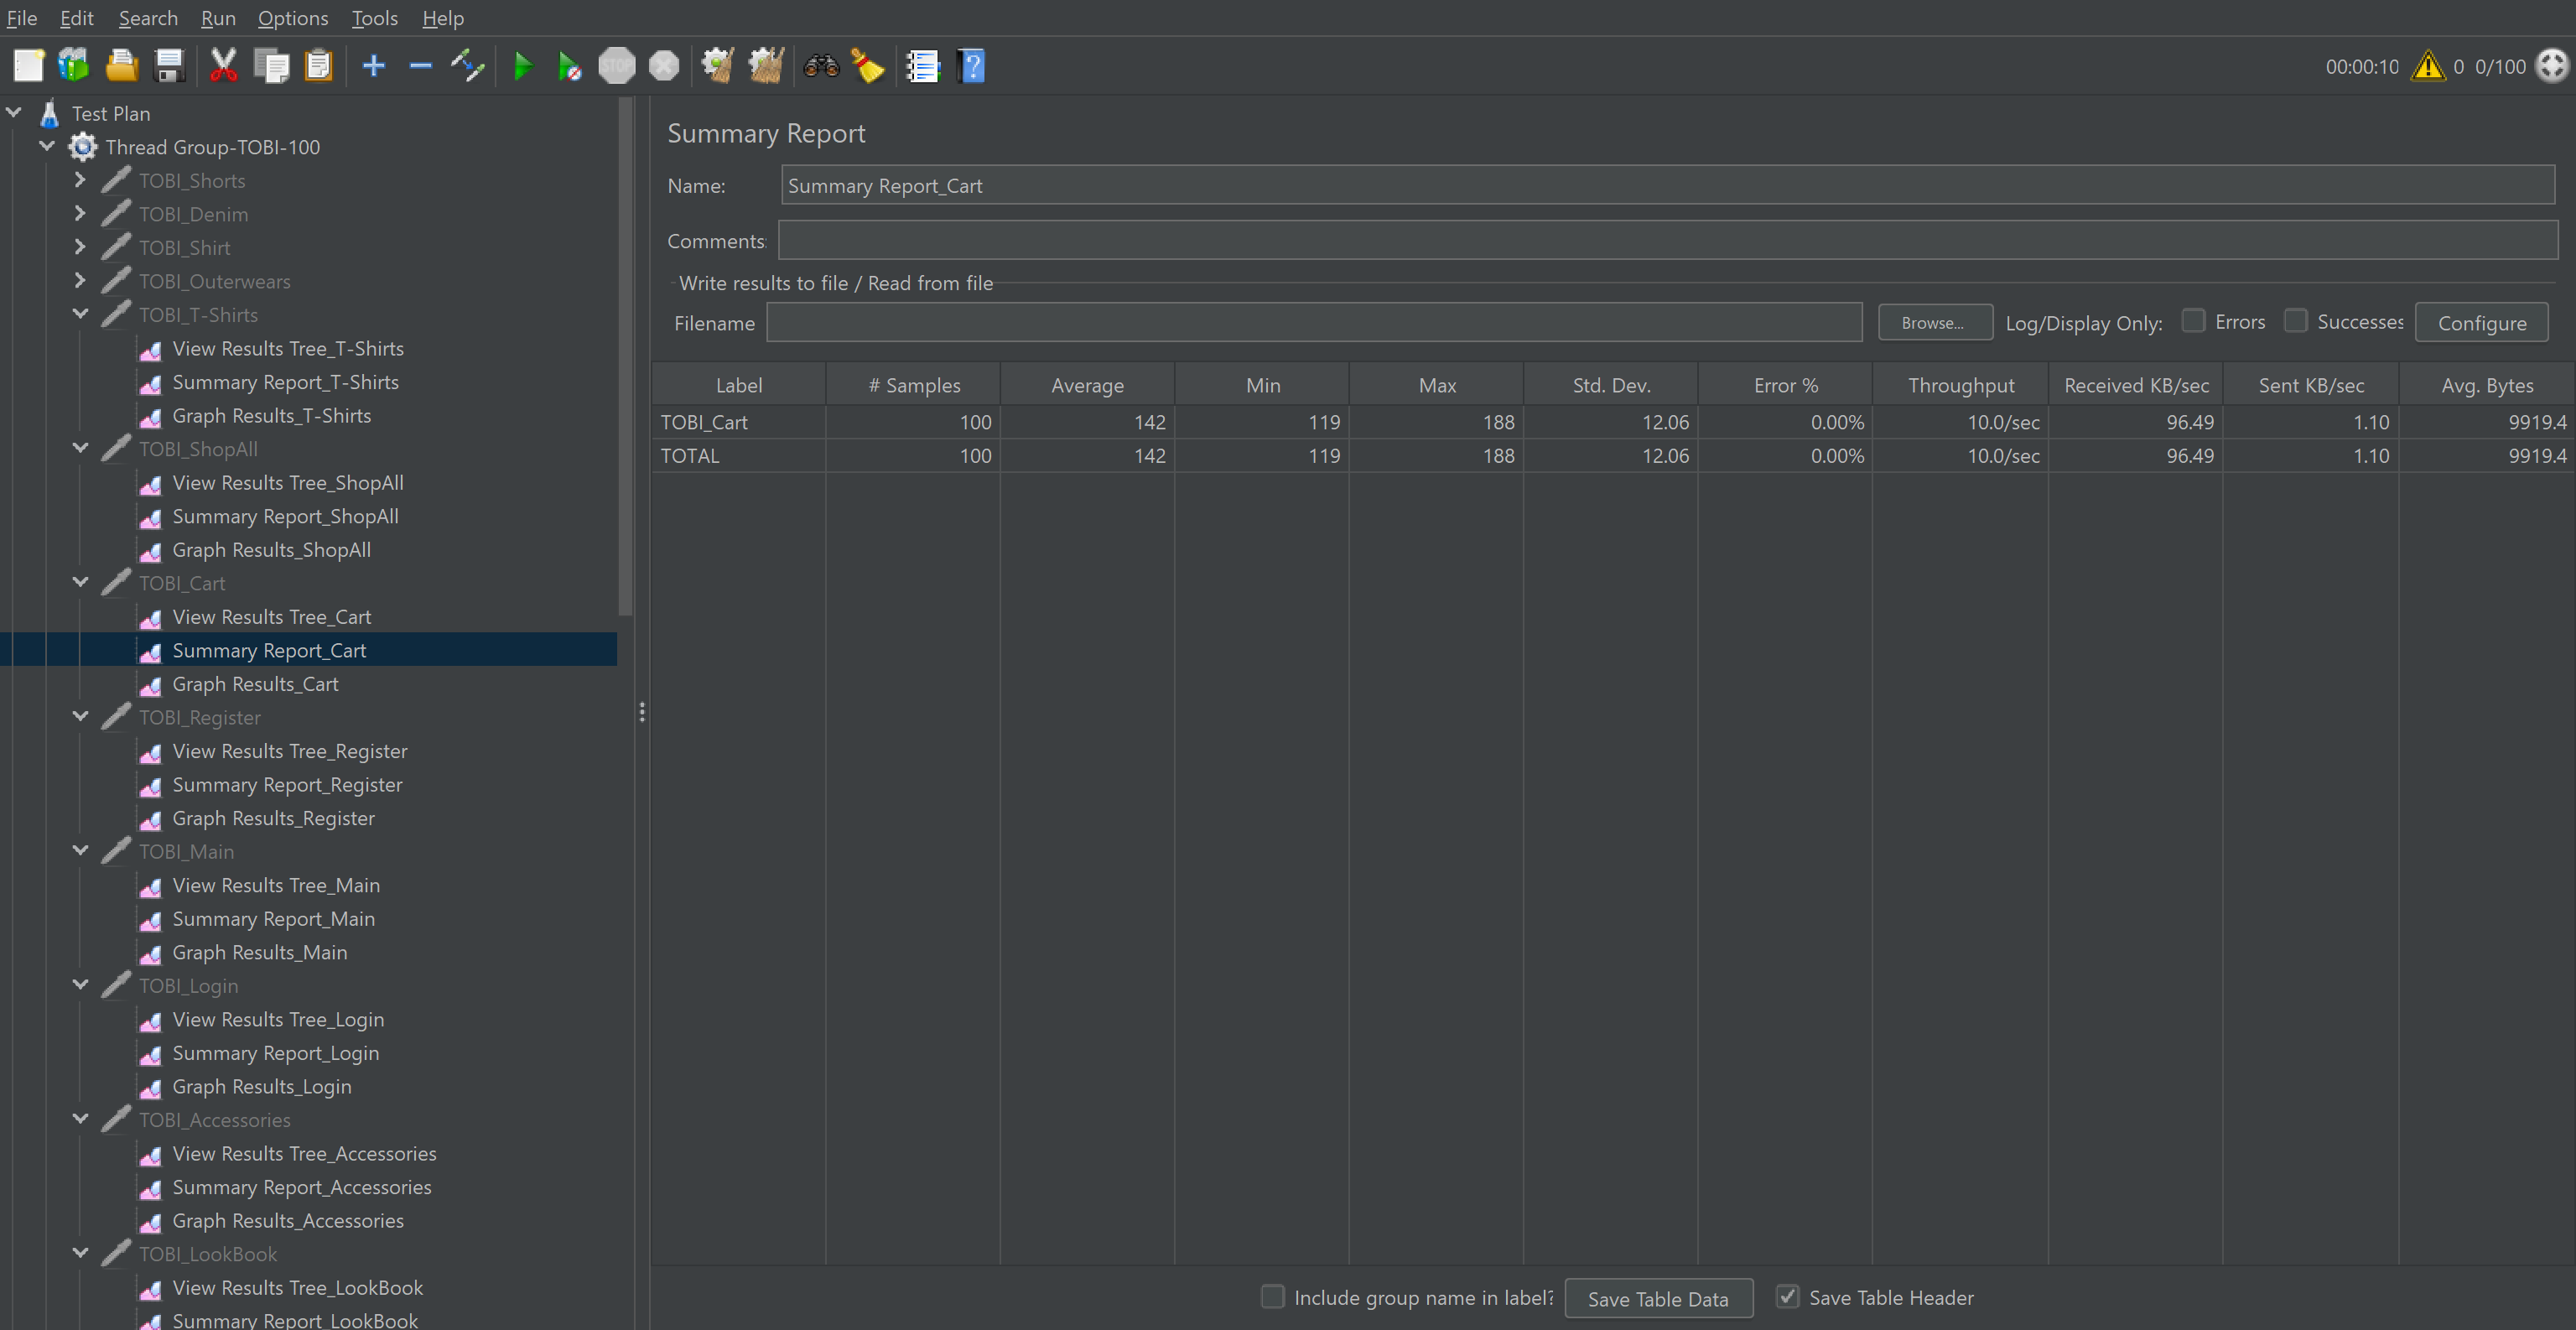 File Edit Search Run Options Tools Help
STOP
00:00:10 0 0/100
Test Plan
Thread Group-TOBI-100
TOBI_Shorts
TOBI_Denim
TOBI_Shirt
TOBI_Outerwears
TOBI_T-Shirts
View Results Tree_T-Shirts
Summary Report_T-Shirts
Graph Results_T-Shirts
TOBI_ShopAll
View Results Tree_ShopAll
Summary Report_ShopAll
Graph Results_ShopAll
TOBI_Cart
View Results Tree_Cart
Summary Report_Cart
Graph Results_Cart
TOBI_Register
View Results Tree_Register
Summary Report_Register
Graph Results_Register
TOBI_Main
View Results Tree_Main
Summary Report_Main
Graph Results_Main
TOBI_Login
View Results Tree_Login
Summary Report_Login
Graph Results_Login
TOBI_Accessories
View Results Tree_Accessories
Summary Report_Accessories
Graph Results_Accessories
TOBI_LookBook
View Results Tree_LookBook
Summary Report_LookBook
Summary Report
Name: Summary Report_Cart
Comments:
Write results to file / Read from file
Filename Browse... Log/Display Only: Errors Successes Configure
Label # Samples Average Min Max Std. Dev. Error % Throughput Received KB/sec Sent KB/sec Avg. Bytes
TOBI_Cart 100 142 119 188 12.06 0.00% 10.0/sec 96.49 1.10 9919.4
TOTAL 100 142 119 188 12.06 0.00% 10.0/sec 96.49 1.10 9919.4
Include group name in label? Save Table Data Save Table Header